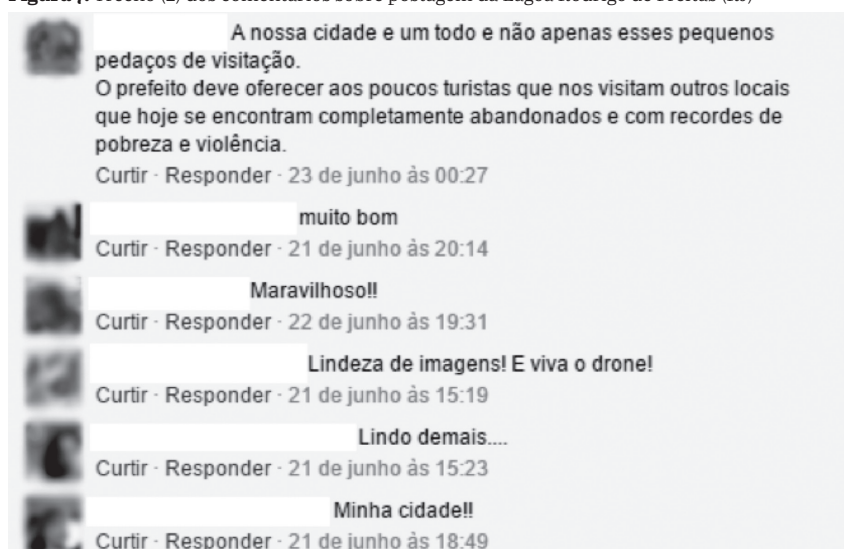 A nossa cidade e um todo e não apenas esses pequenos
pedaços de visitação.
O prefeito deve oferecer aos poucos turistas que nos visitam outros locais
que hoje se encontram completamente abandonados e com recordes de
pobreza e violência.
Curtir · Responder · 23 de junho às 00:27
muito bom
Curtir · Responder · 21 de junho às 20:14
Maravilhoso!!
Curtir · Responder · 22 de junho às 19:31
Lindeza de imagens! E viva o drone!
Curtir · Responder · 21 de junho às 15:19
Lindo demais....
Curtir · Responder · 21 de junho às 15:23
Minha cidade!!
Curtir · Responder · 21 de junho às 18:49